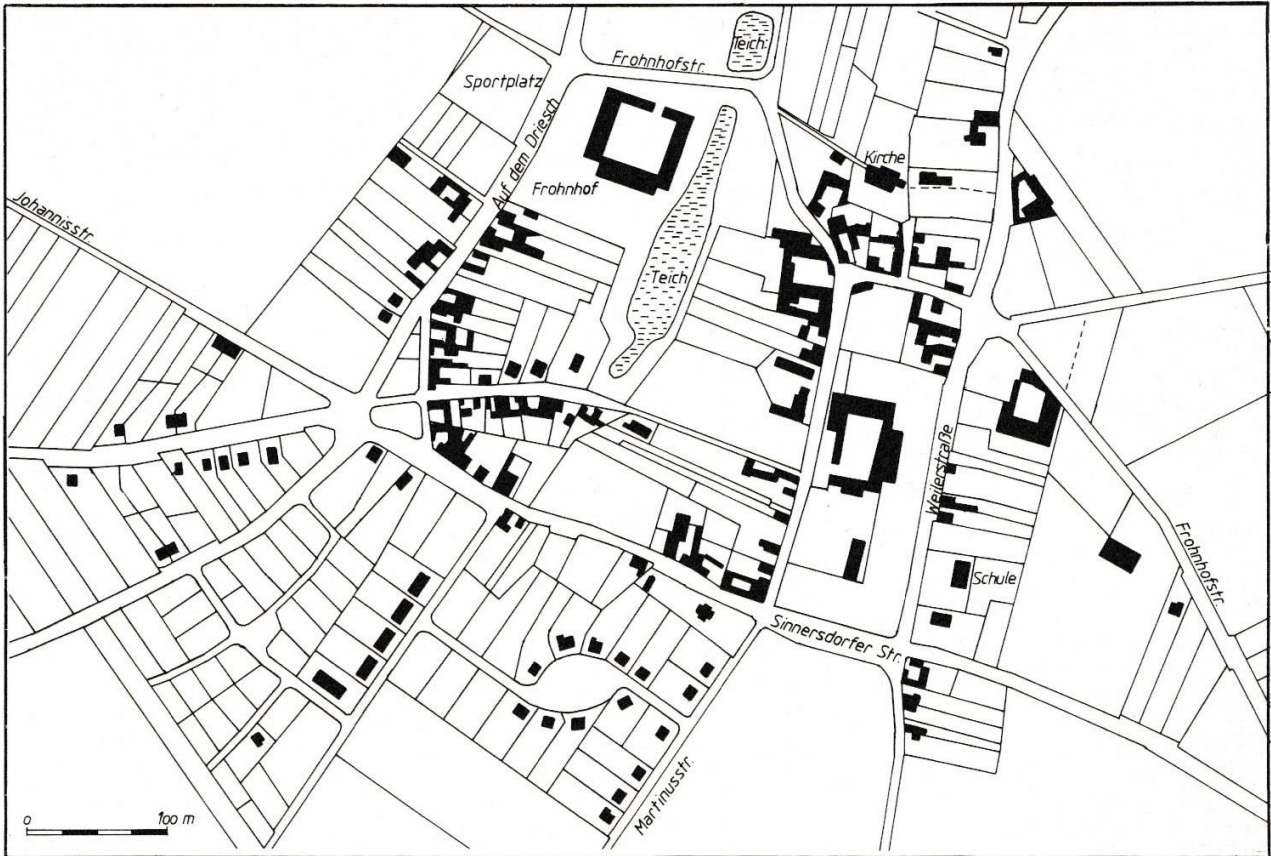 Teich
Frohnhofstr.
Sportplatz
Auf dem Driesch
Kirche
Frohnhof
Johannisstr.
Teich
Weilerstraße
Frohnhofstr.
Schule
Sinnersdorfer Str.
Martinusstr.
0 100 m